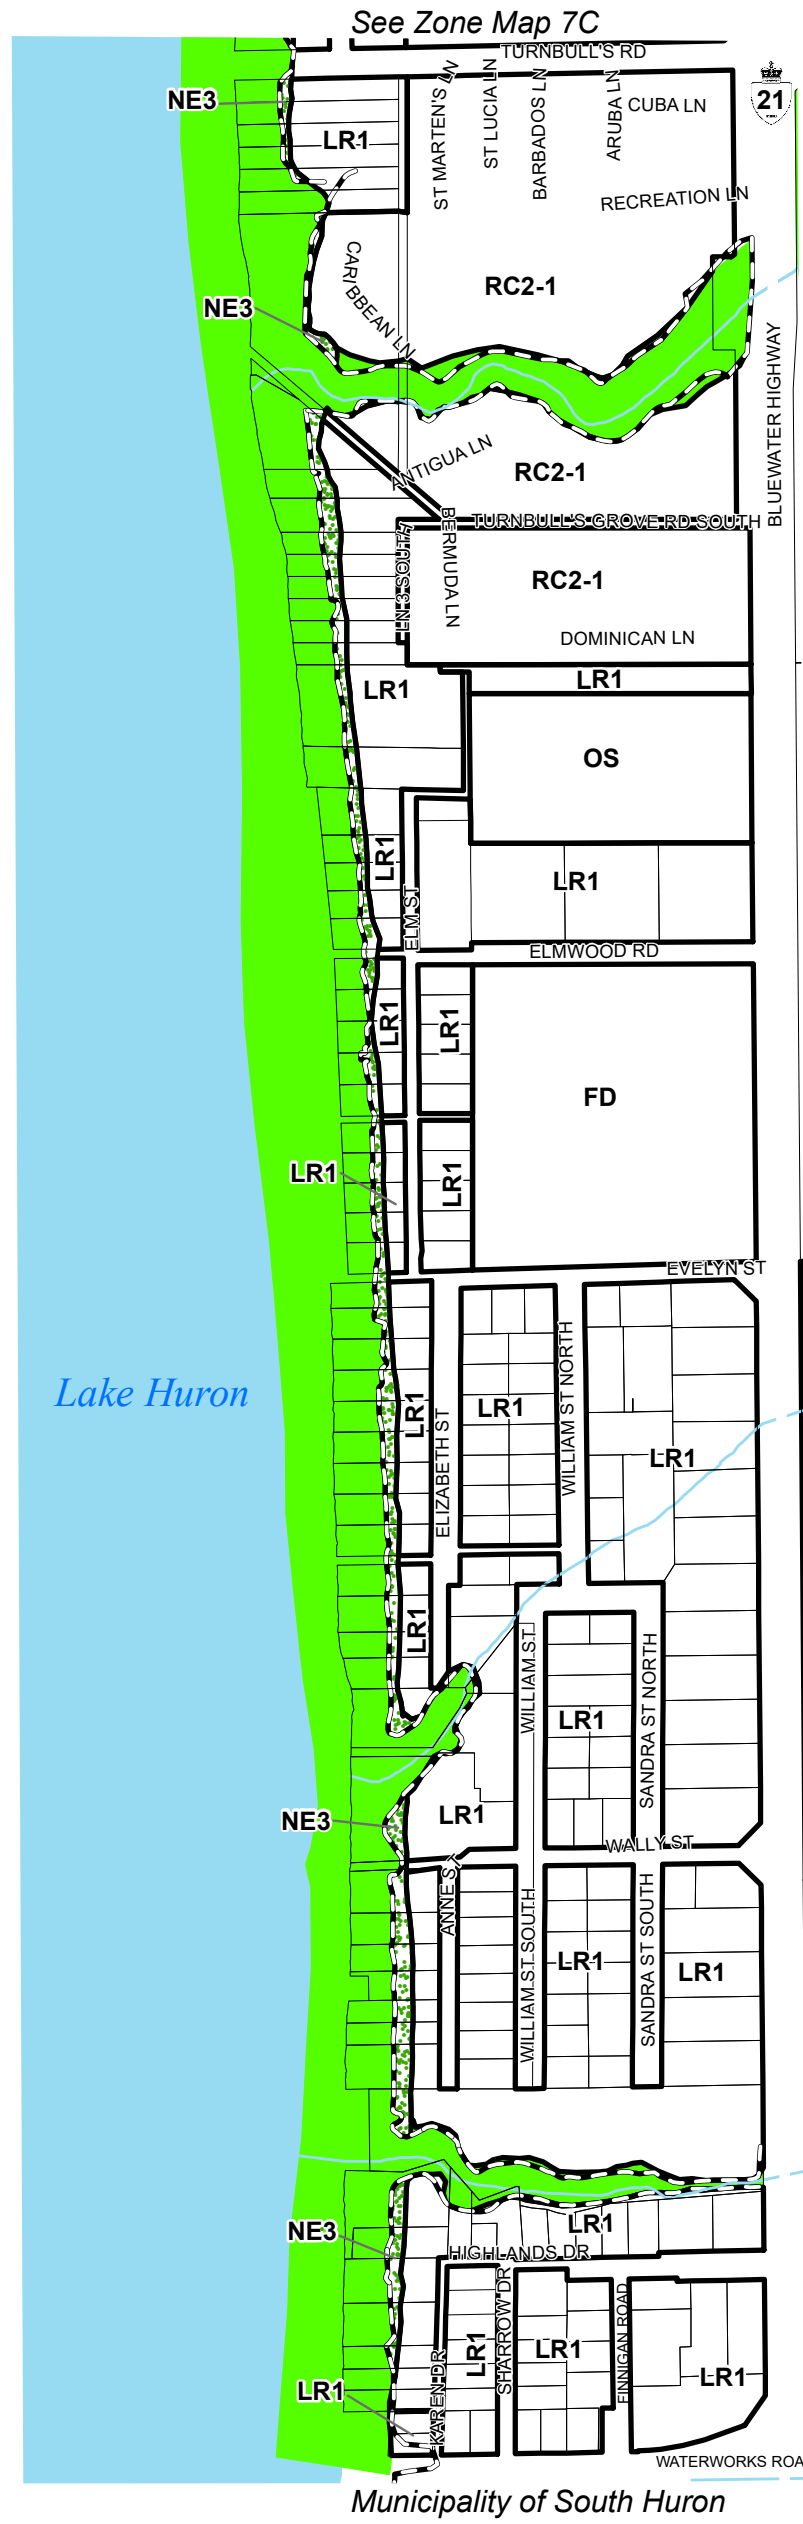 See Zone Map 7C
TURNBULL'S RD
ST MARTEN'S LN
ST LUCIA LN
BARBADOS LN
ARUBA LN
CUBA LN
21
NE3
LR1
RECREATION LN
CARIBBEAN LN
RC2-1
NE3
BLUEWATER HIGHWAY
ANTIGUA LN
RC2-1
TURNBULL'S GROVE RD SOUTH
LN 3 SOUTH
BERMUDA LN
RC2-1
DOMINICAN LN
LR1
LR1
OS
LR1
LR1
ELM ST
ELMWOOD RD
LR1
LR1
FD
LR1
LR1
EVELYN ST
Lake Huron
LR1
ELIZABETH ST
LR1
WILLIAM ST NORTH
LR1
LR1
WILLIAM ST
LR1
SANDRA ST NORTH
NE3
LR1
WALLY ST
ANNE ST
WILLIAM ST SOUTH
LR1
SANDRA ST SOUTH
LR1
NE3
LR1
HIGHLANDS DR
LR1
SHARROW DR
LR1
FINNIGAN ROAD
LR1
LR1
KAREN DR
WATERWORKS ROA
Municipality of South Huron